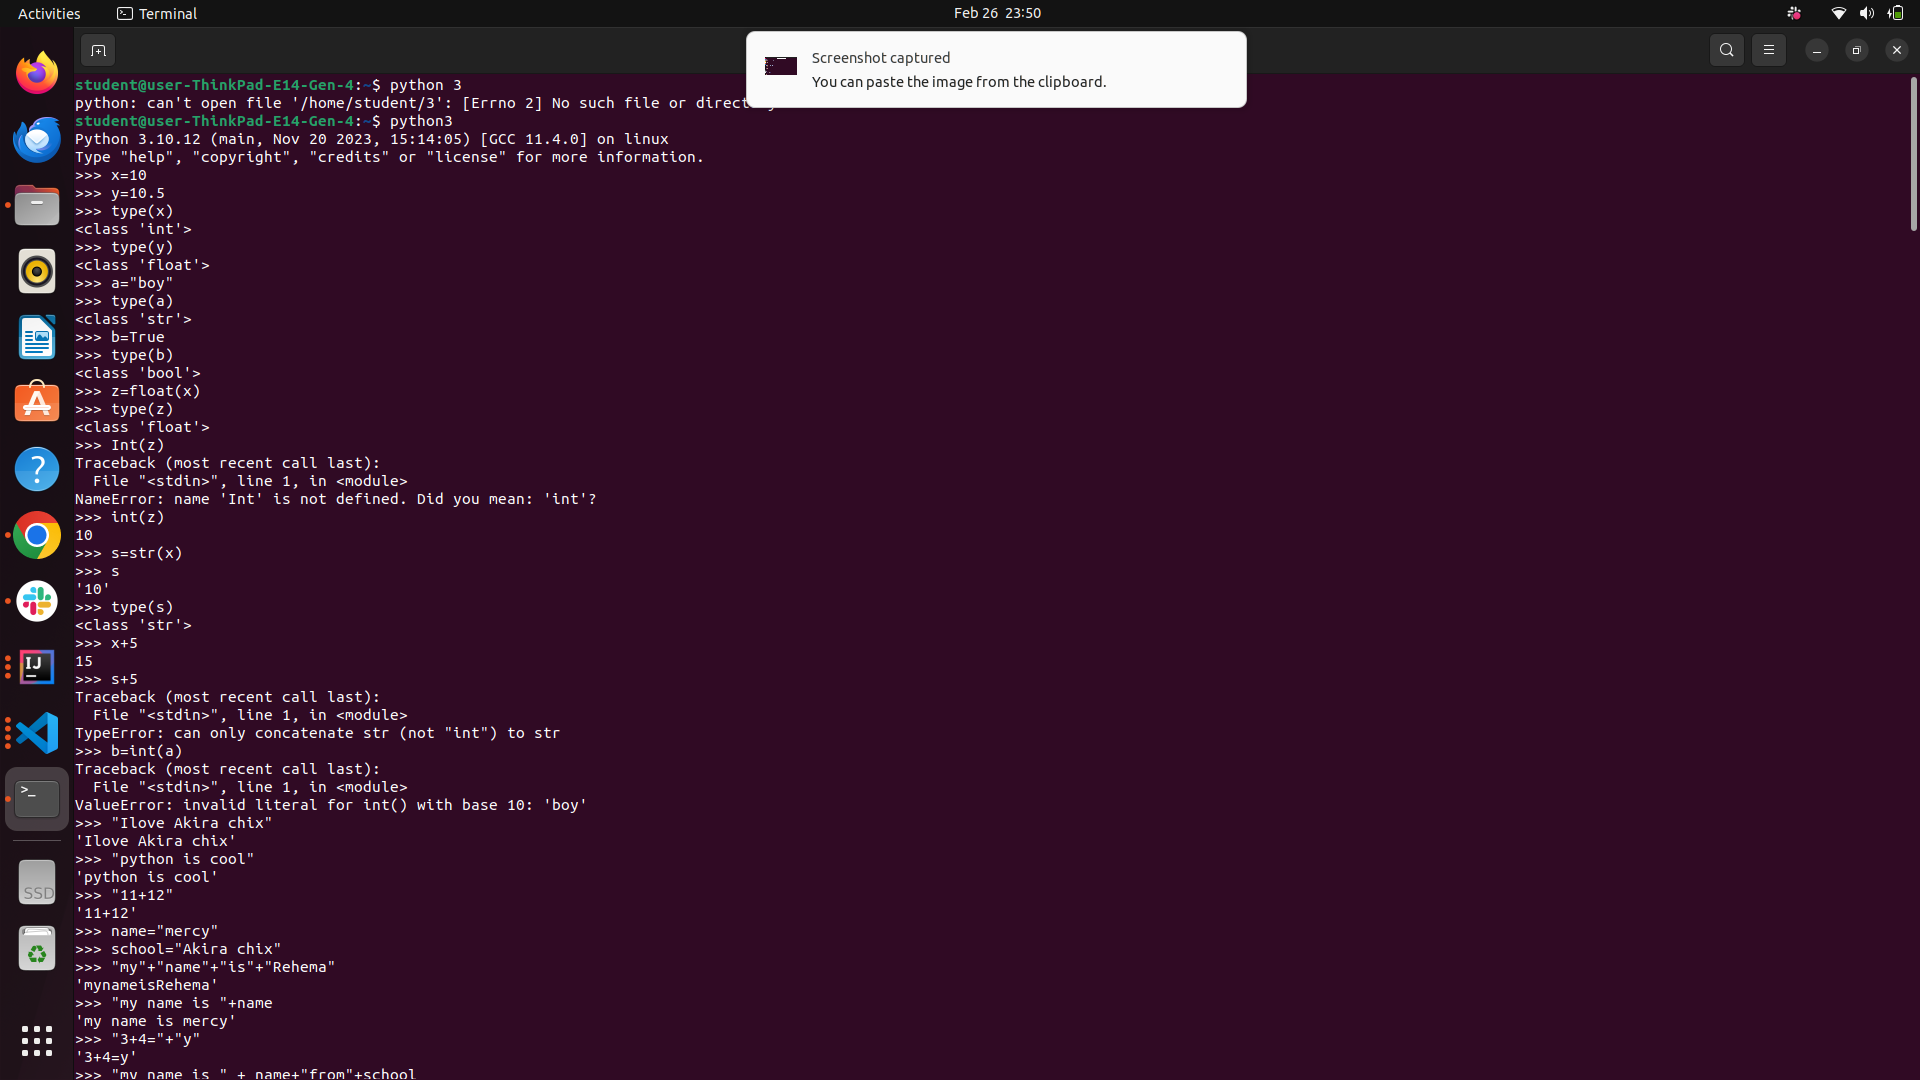 Activities
Terminal
Feb 26 23:50
Screenshot captured
You can paste the image from the clipboard.
student@user-ThinkPad-E14-Gen-4:~$ python 3
python: can't open file '/home/student/3': [Errno 2] No such file or directory
student@user-ThinkPad-E14-Gen-4:~$ python3
Python 3.10.12 (main, Nov 20 2023, 15:14:05) [GCC 11.4.0] on linux
Type "help", "copyright", "credits" or "license" for more information.
>>> x=10
>>> y=10.5
>>> type(x)
<class 'int'>
>>> type(y)
<class 'float'>
>>> a="boy"
>>> type(a)
<class 'str'>
>>> b=True
>>> type(b)
<class 'bool'>
>>> z=float(x)
>>> type(z)
<class 'float'>
>>> Int(z)
Traceback (most recent call last):
  File "<stdin>", line 1, in <module>
NameError: name 'Int' is not defined. Did you mean: 'int'?
>>> int(z)
10
>>> s=str(x)
>>> s
'10'
>>> type(s)
<class 'str'>
>>> x+5
15
>>> s+5
Traceback (most recent call last):
  File "<stdin>", line 1, in <module>
TypeError: can only concatenate str (not "int") to str
>>> b=int(a)
Traceback (most recent call last):
  File "<stdin>", line 1, in <module>
ValueError: invalid literal for int() with base 10: 'boy'
>>> "Ilove Akira chix"
'Ilove Akira chix'
>>> "python is cool"
'python is cool'
>>> "11+12"
'11+12'
>>> name="mercy"
>>> school="Akira chix"
>>> "my"+"name"+"is"+"Rehema"
'mynameisRehema'
>>> "my name is "+name
'my name is mercy'
>>> "3+4="+"y"
'3+4=y'
>>> "my name is " + name+"from"+school
IJ
>_
SSD